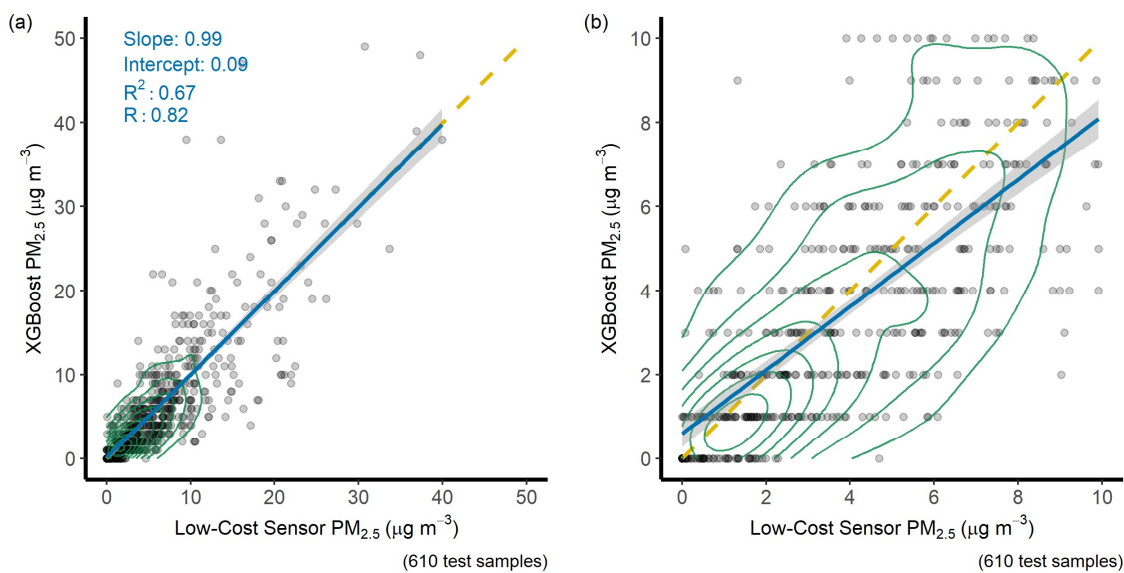 (a)
Slope: 0.99
Intercept: 0.09
R² : 0.67
R : 0.82
XGBoost PM₂.₅ (μg m⁻³)
50
40
30
20
10
0
0 10 20 30 40 50
Low-Cost Sensor PM₂.₅ (μg m⁻³)
(610 test samples)
(b)
XGBoost PM₂.₅ (μg m⁻³)
10
8
6
4
2
0
0 2 4 6 8 10
Low-Cost Sensor PM₂.₅ (μg m⁻³)
(610 test samples)